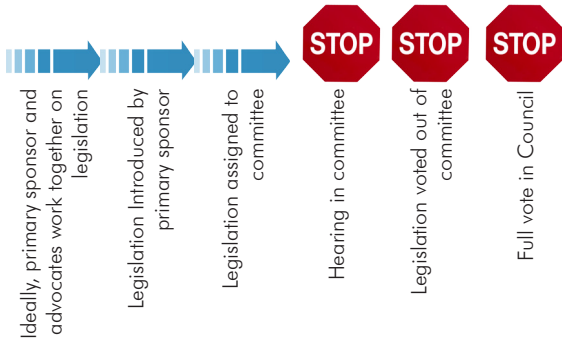 STOP
STOP
STOP
Ideally, primary sponsor and
advocates work together on
legislation
Legislation Introduced by
primary sponsor
Legislation assigned to
committee
Hearing in committee
Legislation voted out of
committee
Full vote in Council